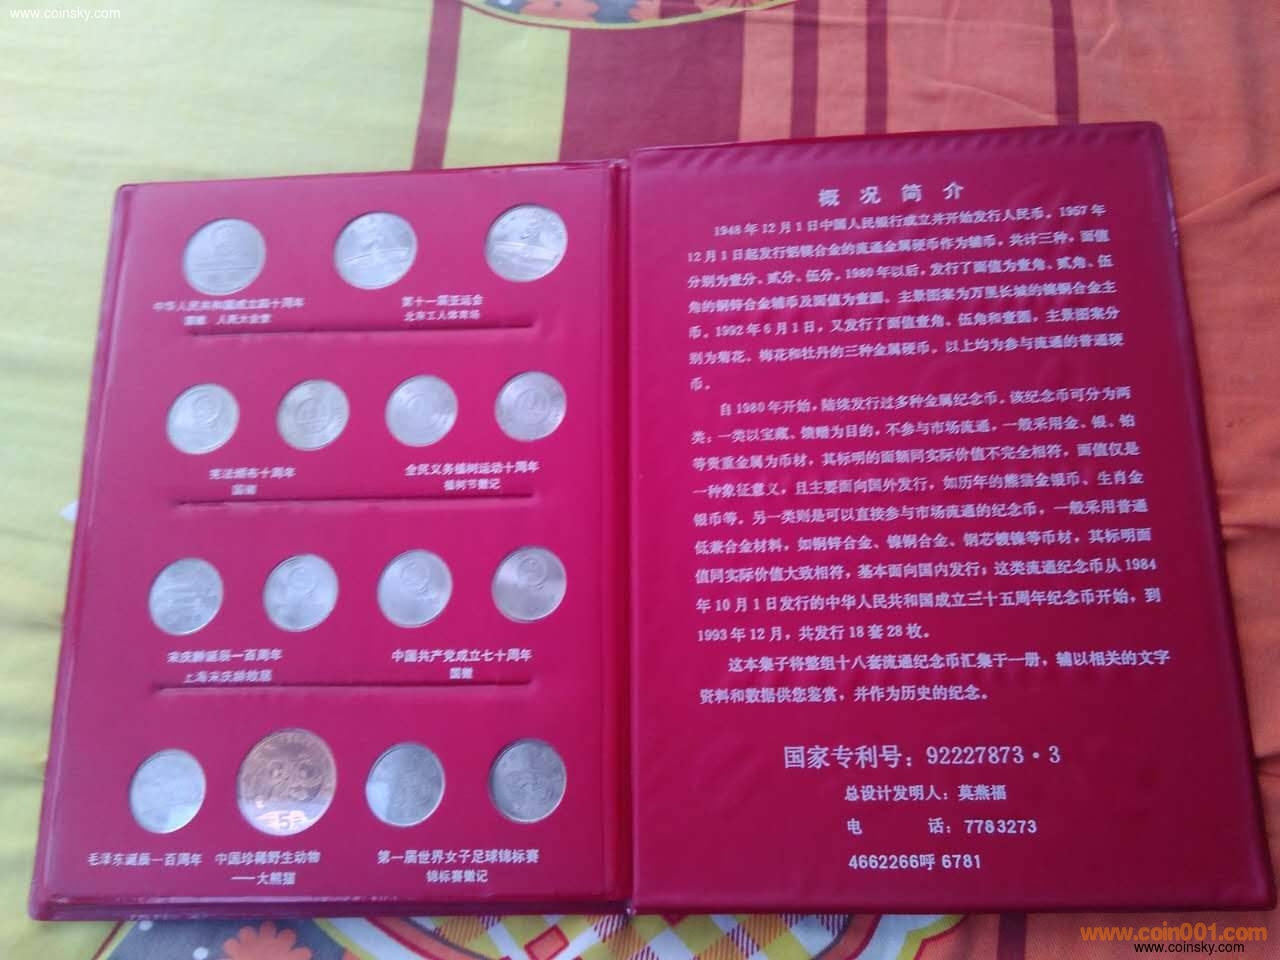 www.coinsky.com
www.coinsky.com
中华人民共和国成立四十周年
国徽 人民大会堂
第十一届亚运会
北京工人体育场
宪法颁布十周年
国徽
全民义务植树运动十周年
植树节徽记
宋庆龄诞辰一百周年
上海宋庆龄故居
中国共产党成立七十周年
国徽
5元
毛泽东诞辰一百周年
中国珍稀野生动物
——大熊猫
第一届世界女子足球锦标赛
锦标赛徽记
概况简介
1948年12月1日中国人民银行成立并开始发行人民币。1957年
12月1日起发行铝镁合金的流通金属硬币作为辅币，共计三种，面值
分别为壹分、贰分、伍分。1980年以后，发行了面值为壹角、贰角、伍
角的铜锌合金辅币及面值为壹圆、主景图案为万里长城的镍铜合金主
币。1992年6月1日，又发行了面值壹角、伍角和壹圆，主景图案分
别为菊花、梅花和牡丹的三种金属硬币。以上均为参与流通的普通硬
币。
自1980年开始，陆续发行过多种金属纪念币。该纪念币可分为两
类：一类以宝藏、馈赠为目的，不参与市场流通，一般采用金、银、铂
等贵重金属为币材，其标明的面额同实际价值不完全相符，面值仅是
一种象征意义，且主要面向国外发行，如历年的熊猫金银币、生肖金
银币等。另一类则是可以直接参与市场流通的纪念币，一般采用普通
低兼合金材料，如铜锌合金、镍铜合金、钢芯镀镍等币材，其标明面
值同实际价值大致相符，基本面向国内发行；这类流通纪念币从1984
年10月1日发行的中华人民共和国成立三十五周年纪念币开始，到
1993年12月，共发行18套28枚。
这本集子将整组十八套流通纪念币汇集于一册，辅以相关的文字
资料和数据供您鉴赏，并作为历史的纪念。
国家专利号：92227873·3
总设计发明人：莫燕福
电 话：7783273
4662266呼6781
www.coin001.com
www.coinsky.com